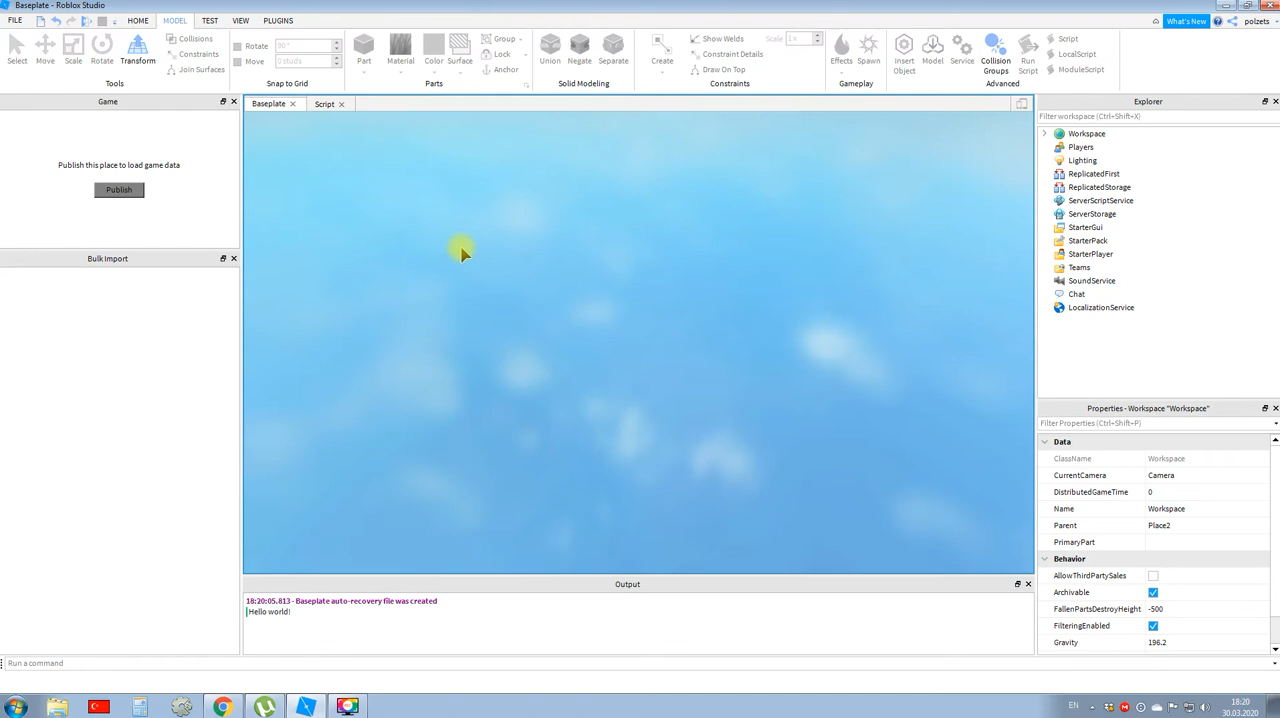 Baseplate - Roblox Studio
FILE HOME MODEL TEST VIEW PLUGINS What's New polzets
Select Move Scale Rotate Transform
Collisions
Constraints
Join Surfaces
Tools
Rotate 90 °
Move 0 studs
Snap to Grid
Part Material Color Surface
Group
Lock
Anchor
Parts
Union Negate Separate
Solid Modeling
Create
Show Welds Scale 1x
Constraint Details
Draw On Top
Constraints
Effects Spawn
Gameplay
Insert Object
Model
Service
Collision Groups
Run Script
Script
LocalScript
ModuleScript
Advanced
Game
Publish this place to load game data
Publish
Bulk Import
Baseplate Script
Output
18:20:05.813 - Baseplate auto-recovery file was created
Hello world!
Explorer
Filter workspace (Ctrl+Shift+X)
Workspace
Players
Lighting
ReplicatedFirst
ReplicatedStorage
ServerScriptService
ServerStorage
StarterGui
StarterPack
StarterPlayer
Teams
SoundService
Chat
LocalizationService
Properties - Workspace "Workspace"
Filter Properties (Ctrl+Shift+P)
Data
ClassName Workspace
CurrentCamera Camera
DistributedGameTime 0
Name Workspace
Parent Place2
PrimaryPart
Behavior
AllowThirdPartySales
Archivable
FallenPartsDestroyHeight -500
FilteringEnabled
Gravity 196.2
Run a command
EN 18:20
30.03.2020